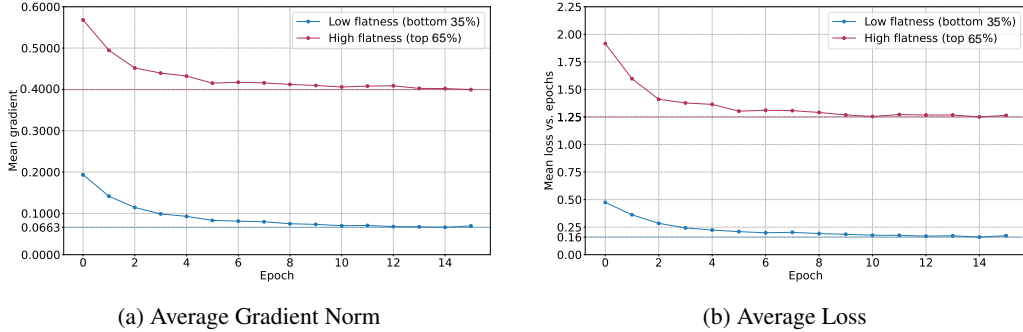 0.6000
0.5000
0.4000
0.3000
0.2000
0.1000
0.0663
0.0000
Mean gradient
0 2 4 6 8 10 12 14
Epoch
Low flatness (bottom 35%)
High flatness (top 65%)
(a) Average Gradient Norm
2.25
2.00
1.75
1.50
1.25
1.00
0.75
0.50
0.25
0.16
0.00
Mean loss vs. epochs
0 2 4 6 8 10 12 14
Epoch
Low flatness (bottom 35%)
High flatness (top 65%)
(b) Average Loss